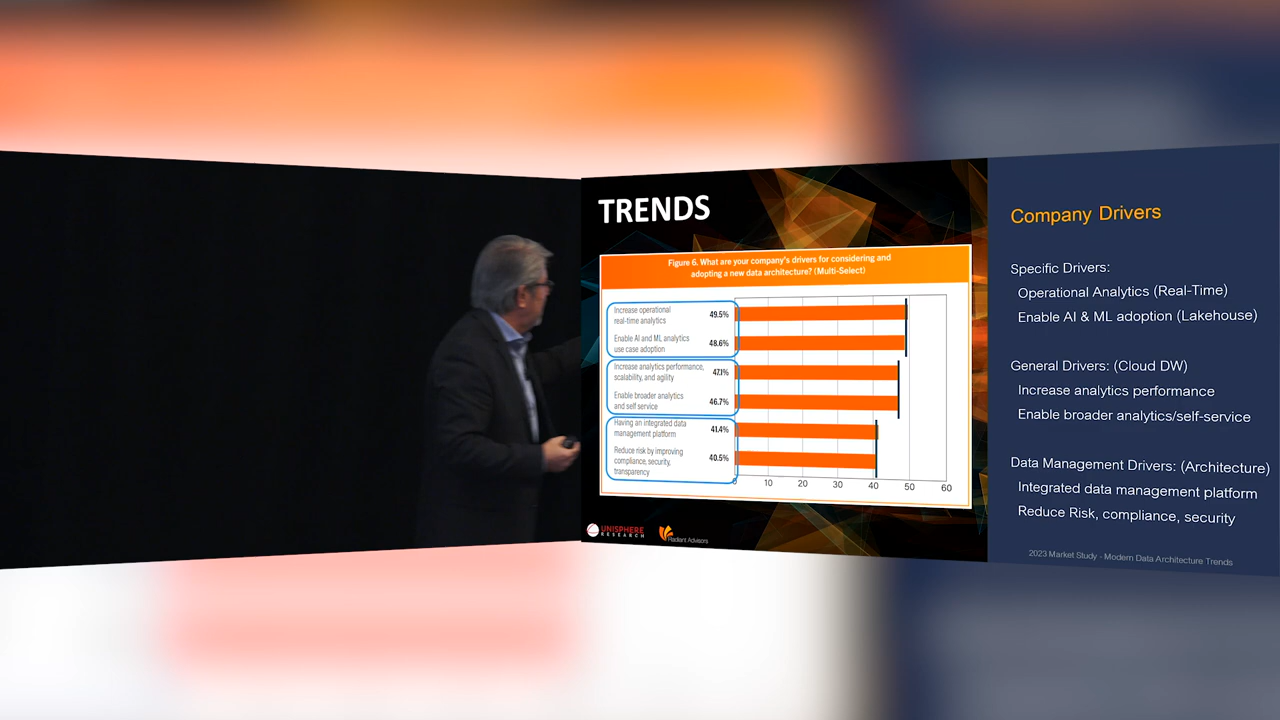 TRENDS
Figure 6. What are your company's drivers for considering and
adopting a new data architecture? (Multi-Select)
Increase operational
real-time analytics
49.5%
Enable AI and ML analytics
use case adoption
48.6%
Increase analytics performance,
scalability, and agility
47.1%
Enable broader analytics
and self service
46.7%
Having an integrated data
management platform
41.4%
Reduce risk by improving
compliance, security,
transparency
40.5%
0 10 20 30 40 50 60
UNISPHERE
RESEARCH
Radiant Advisors
Company Drivers
Specific Drivers:
Operational Analytics (Real-Time)
Enable AI & ML adoption (Lakehouse)
General Drivers: (Cloud DW)
Increase analytics performance
Enable broader analytics/self-service
Data Management Drivers: (Architecture)
Integrated data management platform
Reduce Risk, compliance, security
2023 Market Study - Modern Data Architecture Trends